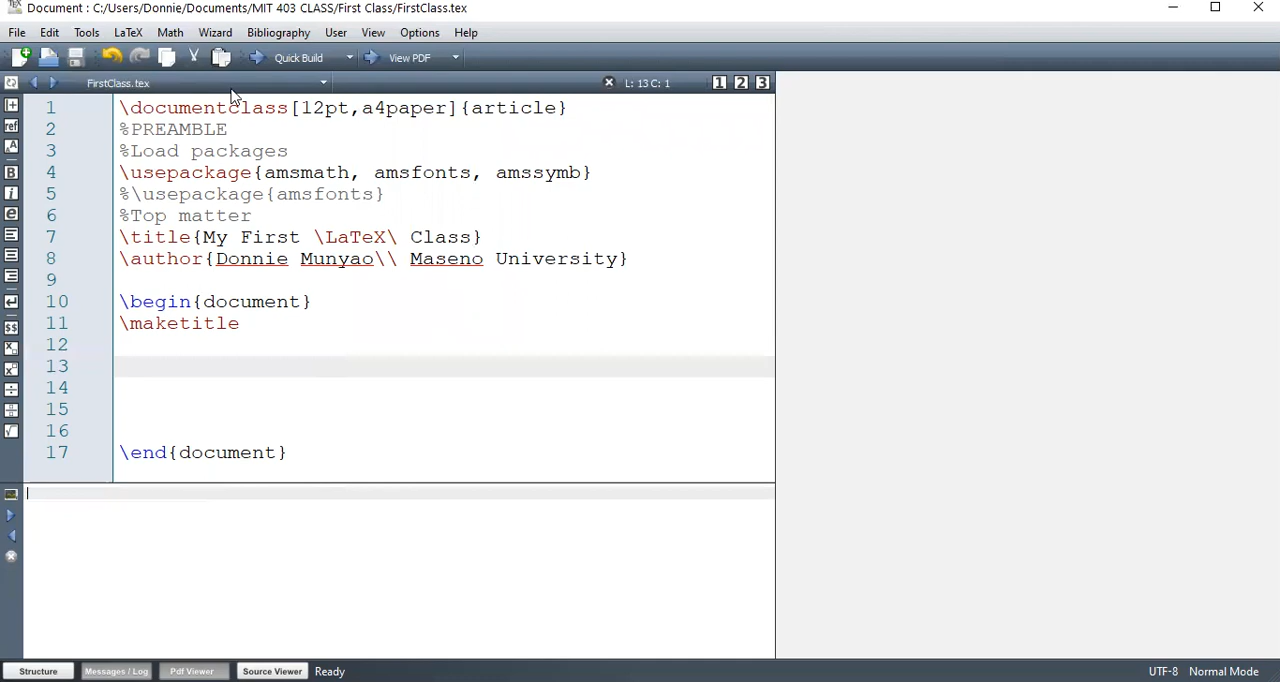 Document : C:/Users/Donnie/Documents/MIT 403 CLASS/First Class/FirstClass.tex
File Edit Tools LaTeX Math Wizard Bibliography User View Options Help
Quick Build View PDF
FirstClass.tex L: 13 C: 1 1 2 3
1 \documentclass[12pt,a4paper]{article}
2 %PREAMBLE
3 %Load packages
4 \usepackage{amsmath, amsfonts, amssymb}
5 %\usepackage{amsfonts}
6 %Top matter
7 \title{My First \LaTeX\ Class}
8 \author{Donnie Munyao\\ Maseno University}
9
10 \begin{document}
11 \maketitle
12
13
14
15
16
17 \end{document}
Structure Messages / Log Pdf Viewer Source Viewer Ready UTF-8 Normal Mode